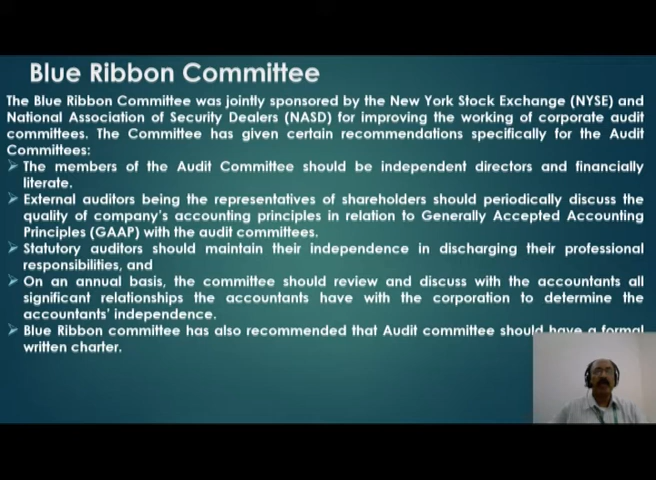 Blue Ribbon Committee
The Blue Ribbon Committee was jointly sponsored by the New York Stock Exchange (NYSE) and
National Association of Security Dealers (NASD) for improving the working of corporate audit
committees. The Committee has given certain recommendations specifically for the Audit
Committees:
The members of the Audit Committee should be independent directors and financially
literate.
External auditors being the representatives of shareholders should periodically discuss the
quality of company's accounting principles in relation to Generally Accepted Accounting
Principles (GAAP) with the audit committees.
Statutory auditors should maintain their independence in discharging their professional
responsibilities, and
On an annual basis, the committee should review and discuss with the accountants all
significant relationships the accountants have with the corporation to determine the
accountants' independence.
Blue Ribbon committee has also recommended that Audit committee should have a formal
written charter.